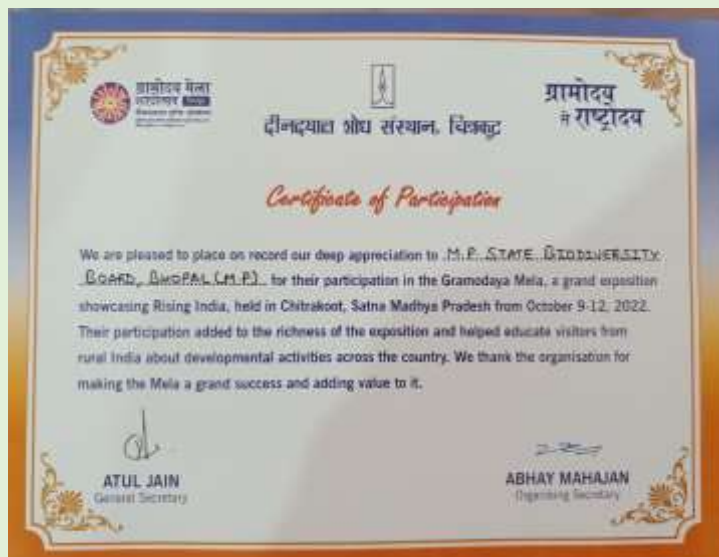 ग्रामोदय मेला
दीनदयाल शोध संस्थान, चित्रकूट
ग्रामोदय
से राष्ट्रोदय
Certificate of Participation
We are pleased to place on record our deep appreciation to M.P. STATE BIODIVERSITY
BOARD, BHOPAL (M.P) for their participation in the Gramodaya Mela, a grand exposition
showcasing Rising India, held in Chitrakoot, Satna Madhya Pradesh from October 9-12, 2022.
Their participation added to the richness of the exposition and helped educate visitors from
rural India about developmental activities across the country. We thank the organisation for
making the Mela a grand success and adding value to it.
ATUL JAIN
General Secretary
ABHAY MAHAJAN
Organising Secretary